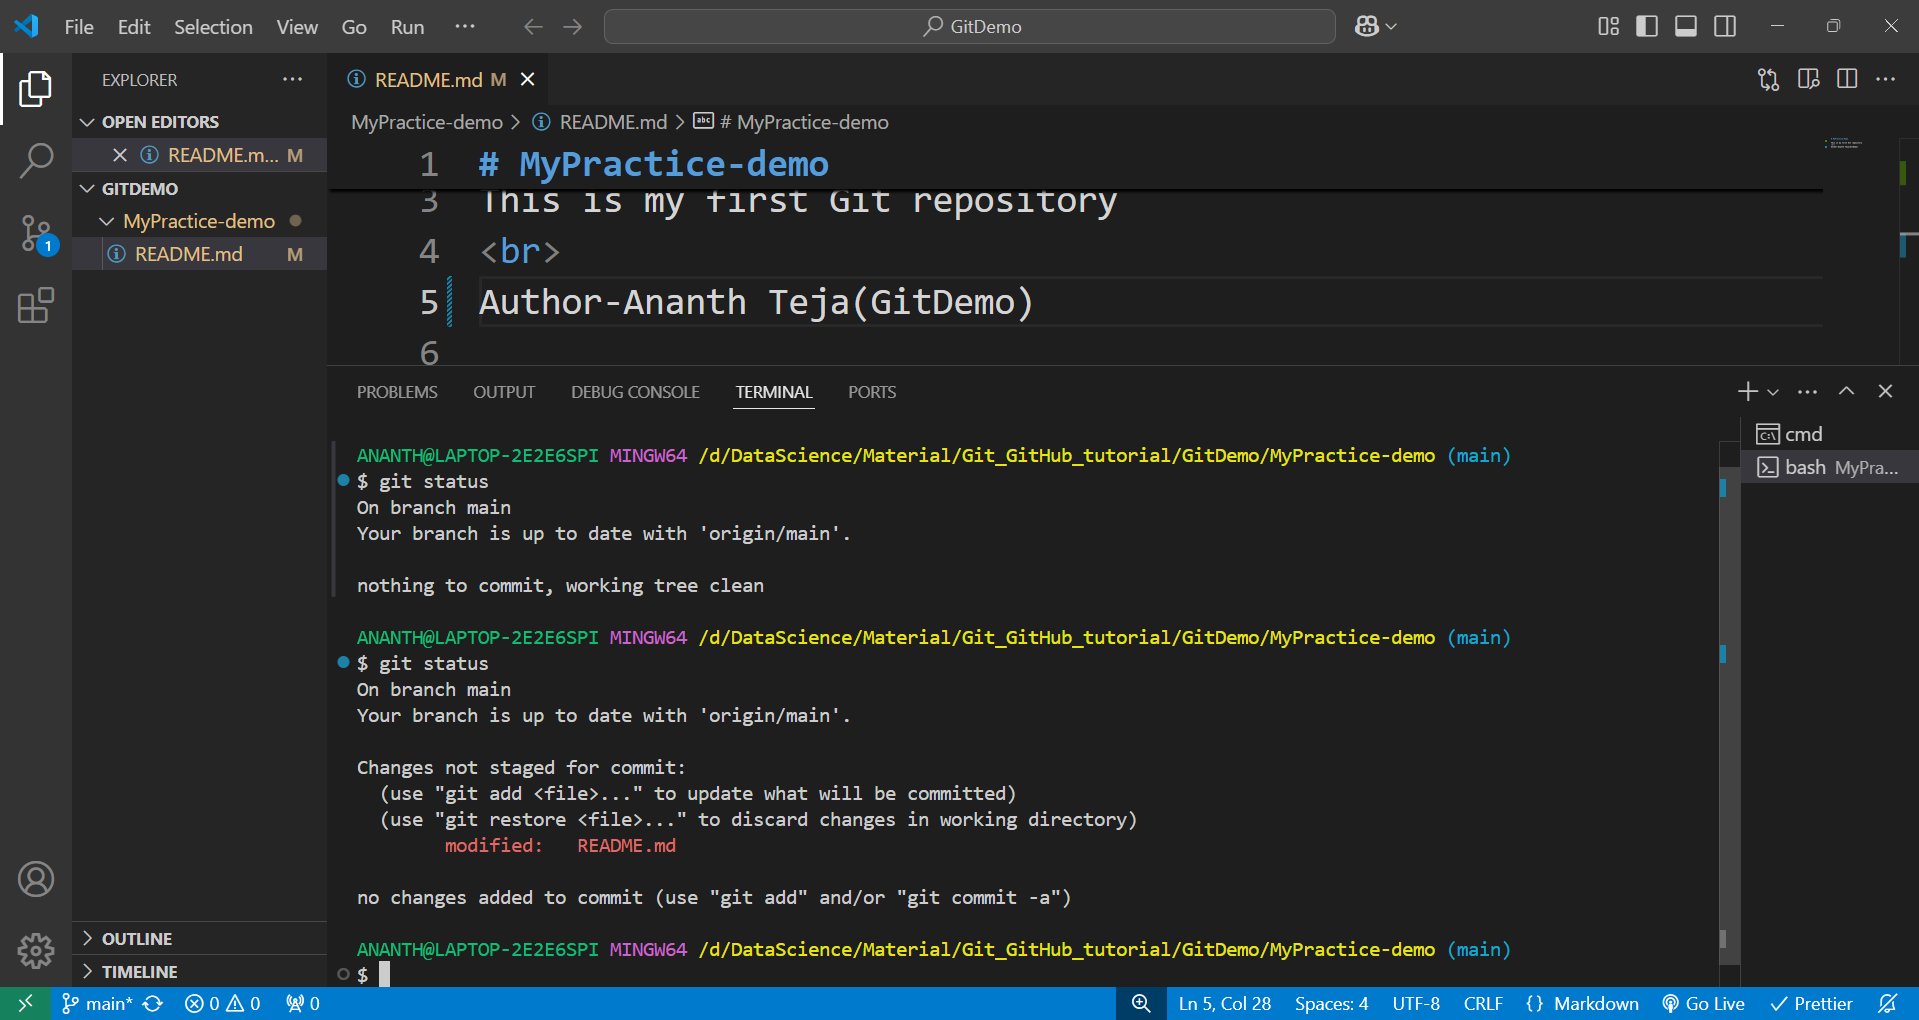 File Edit Selection View Go Run ··· GitDemo
EXPLORER ···
OPEN EDITORS
README.m... M
GITDEMO
MyPractice-demo
README.md M
OUTLINE
TIMELINE
1
README.md M
MyPractice-demo > README.md > # MyPractice-demo
1 # MyPractice-demo
3 This is my first Git repository
4 <br>
5 Author-Ananth Teja(GitDemo)
6
PROBLEMS OUTPUT DEBUG CONSOLE TERMINAL PORTS
ANANTH@LAPTOP-2E2E6SPI MINGW64 /d/DataScience/Material/Git_GitHub_tutorial/GitDemo/MyPractice-demo (main)
$ git status
On branch main
Your branch is up to date with 'origin/main'.
nothing to commit, working tree clean
ANANTH@LAPTOP-2E2E6SPI MINGW64 /d/DataScience/Material/Git_GitHub_tutorial/GitDemo/MyPractice-demo (main)
$ git status
On branch main
Your branch is up to date with 'origin/main'.
Changes not staged for commit:
(use "git add <file>..." to update what will be committed)
(use "git restore <file>..." to discard changes in working directory)
modified: README.md
no changes added to commit (use "git add" and/or "git commit -a")
ANANTH@LAPTOP-2E2E6SPI MINGW64 /d/DataScience/Material/Git_GitHub_tutorial/GitDemo/MyPractice-demo (main)
$
cmd
bash MyPra...
main* 0 0 0 Ln 5, Col 28 Spaces: 4 UTF-8 CRLF {} Markdown Go Live Prettier